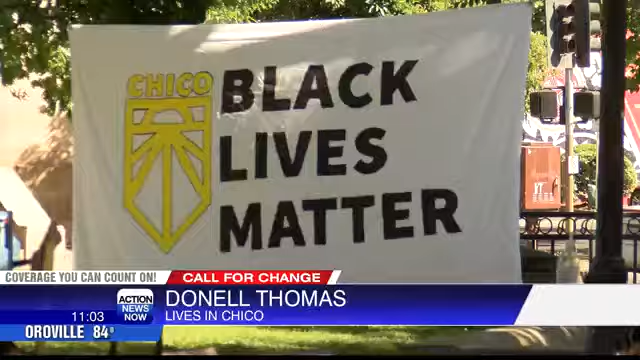 CHICO
BLACK
LIVES
MATTER
COVERAGE YOU CAN COUNT ON!
CALL FOR CHANGE
DONELL THOMAS
LIVES IN CHICO
11:03
ACTION
NEWS
NOW
OROVILLE 84°